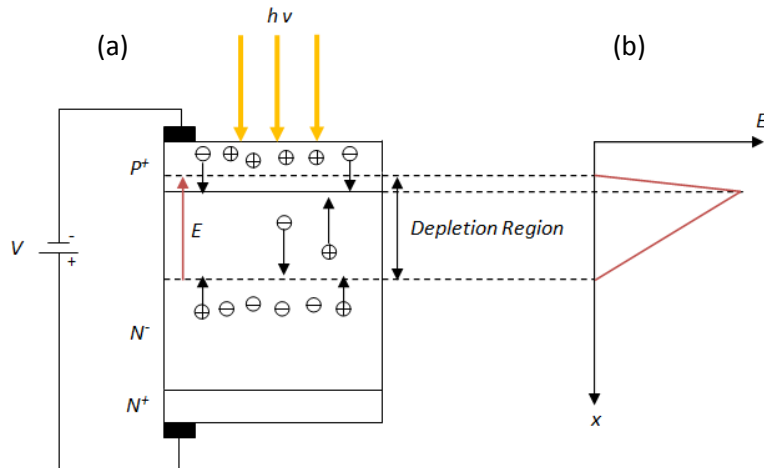 (a)
h ν
(b)
E
P+
E
Depletion Region
V
-
+
N-
N+
x